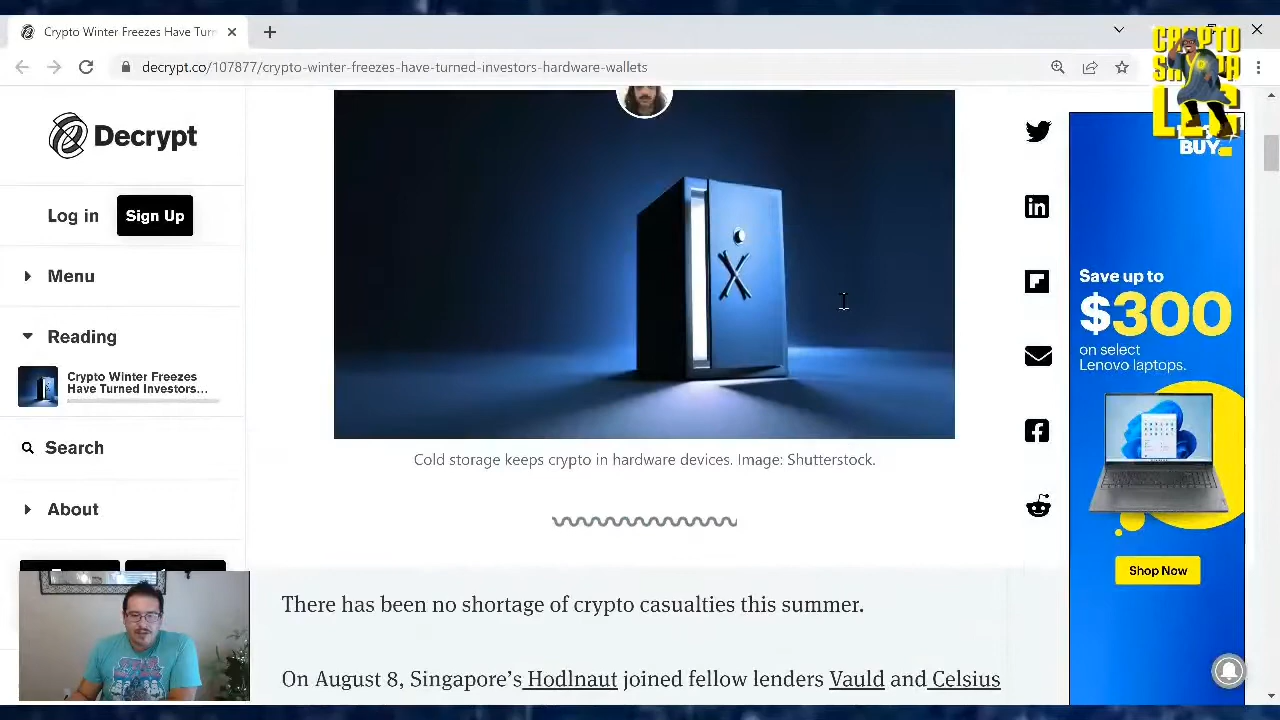 Crypto Winter Freezes Have Turn
decrypt.co/107877/crypto-winter-freezes-have-turned-investors-hardware-wallets
CRYPTO
LEO
BUY
Decrypt
Log in
Sign Up
Menu
Reading
Crypto Winter Freezes
Have Turned Investors...
Search
About
keeps crypto in hardware devices. Image: Shutterstock.
There has been no shortage of crypto casualties this summer.
On August 8, Singapore's Hodlnaut joined fellow lenders Vauld and Celsius
Save up to
$300
on select
Lenovo laptops.
Shop Now